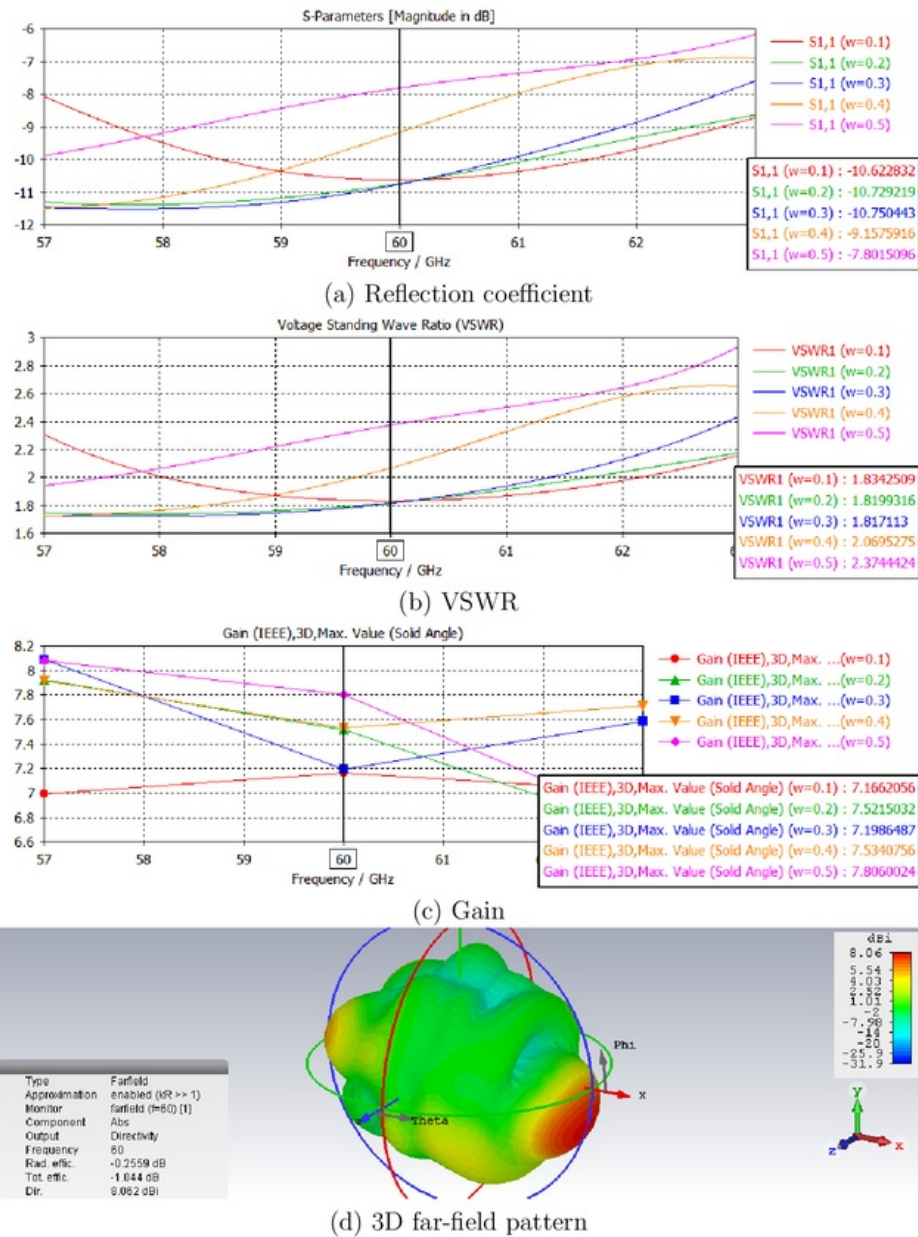 S-Parameters [Magnitude in dB]
-6
-7
-8
-9
-10
-11
-12
57
58
59
60
61
62
Frequency / GHz
S1,1 (w=0.1)
S1,1 (w=0.2)
S1,1 (w=0.3)
S1,1 (w=0.4)
S1,1 (w=0.5)
S1,1 (w=0.1) : -10.622832
S1,1 (w=0.2) : -10.729219
S1,1 (w=0.3) : -10.750443
S1,1 (w=0.4) : -9.1575916
S1,1 (w=0.5) : -7.8015096
(a) Reflection coefficient
Voltage Standing Wave Ratio (VSWR)
3
2.8
2.6
2.4
2.2
2
1.8
1.6
57
58
59
60
61
62
Frequency / GHz
VSWR1 (w=0.1)
VSWR1 (w=0.2)
VSWR1 (w=0.3)
VSWR1 (w=0.4)
VSWR1 (w=0.5)
VSWR1 (w=0.1) : 1.8342509
VSWR1 (w=0.2) : 1.8199316
VSWR1 (w=0.3) : 1.817113
VSWR1 (w=0.4) : 2.0695275
VSWR1 (w=0.5) : 2.3744424
(b) VSWR
Gain (IEEE),3D,Max. Value (Solid Angle)
8.2
8
7.8
7.6
7.4
7.2
7
6.8
6.6
57
58
59
60
61
Frequency / GHz
Gain (IEEE),3D,Max. ...(w=0.1)
Gain (IEEE),3D,Max. ...(w=0.2)
Gain (IEEE),3D,Max. ...(w=0.3)
Gain (IEEE),3D,Max. ...(w=0.4)
Gain (IEEE),3D,Max. ...(w=0.5)
Gain (IEEE),3D,Max. Value (Solid Angle) (w=0.1) : 7.1662056
Gain (IEEE),3D,Max. Value (Solid Angle) (w=0.2) : 7.5215032
Gain (IEEE),3D,Max. Value (Solid Angle) (w=0.3) : 7.1986487
Gain (IEEE),3D,Max. Value (Solid Angle) (w=0.4) : 7.5340756
Gain (IEEE),3D,Max. Value (Solid Angle) (w=0.5) : 7.8060024
(c) Gain
Type Farfield
Approximation enabled (kR >> 1)
Monitor farfield (f=60) [1]
Component Abs
Output Directivity
Frequency 60
Rad. effic. -0.2559 dB
Tot. effic. -1.044 dB
Dir. 8.062 dBi
Phi
Theta
x
dBi
8.06
5.54
4.03
2.52
1.01
-2
-7.98
-14
-20
-25.9
-31.9
y
z
x
(d) 3D far-field pattern